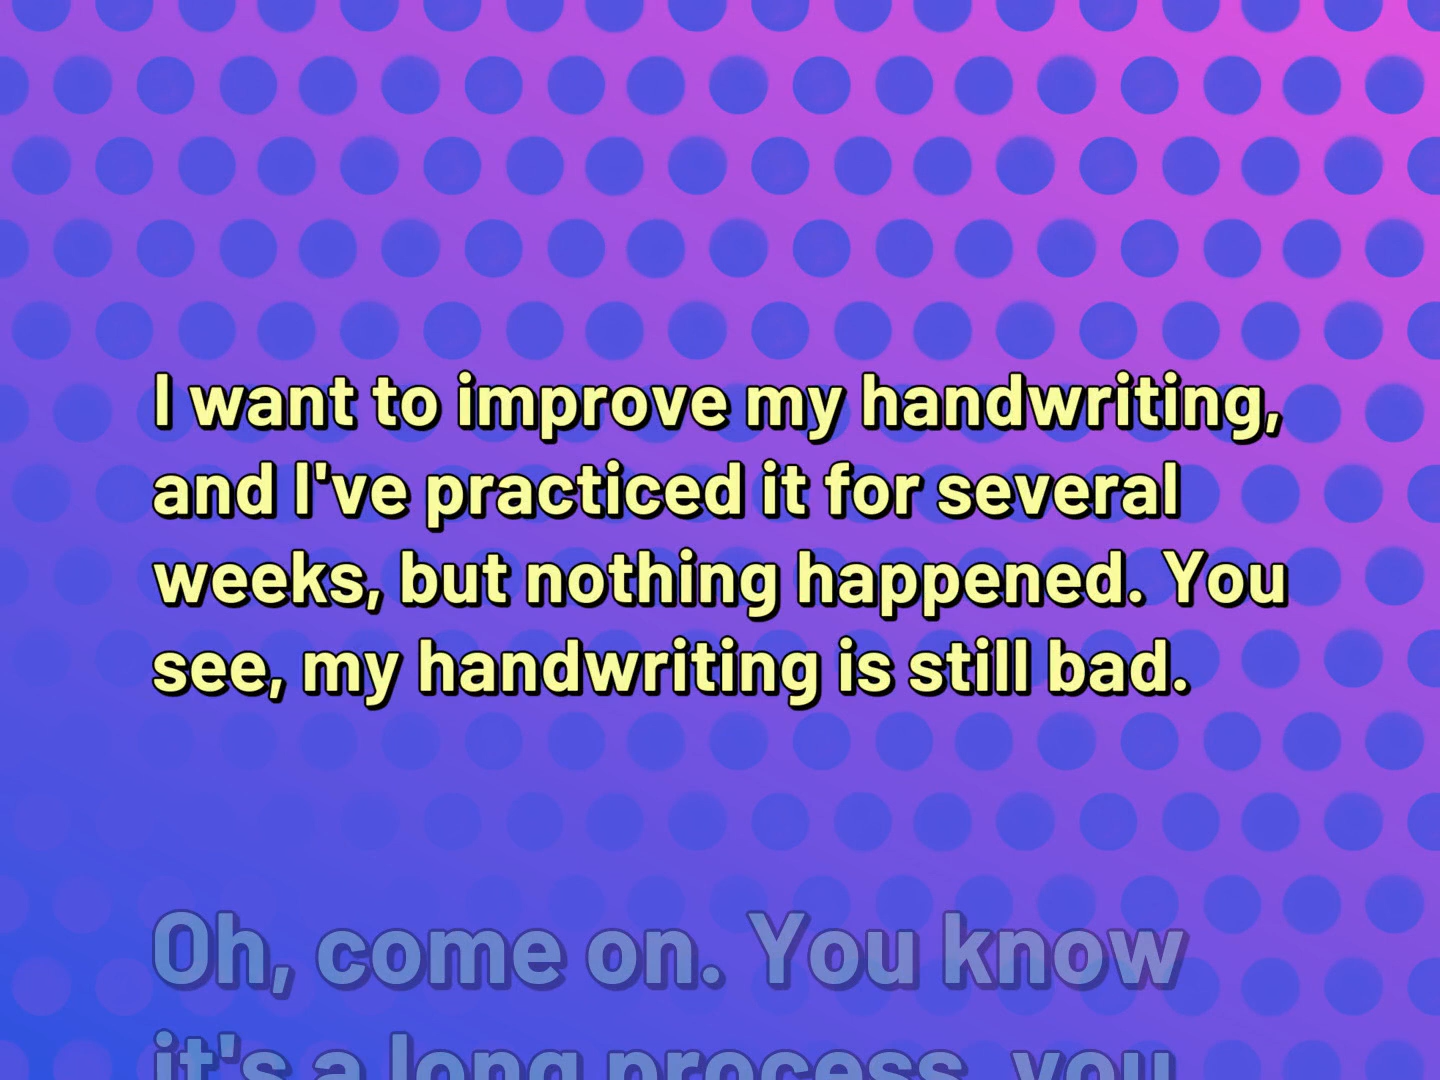 I want to improve my handwriting,
and I've practiced it for several
weeks, but nothing happened. You
see, my handwriting is still bad.
Oh, come on. You know
it's a long process, you